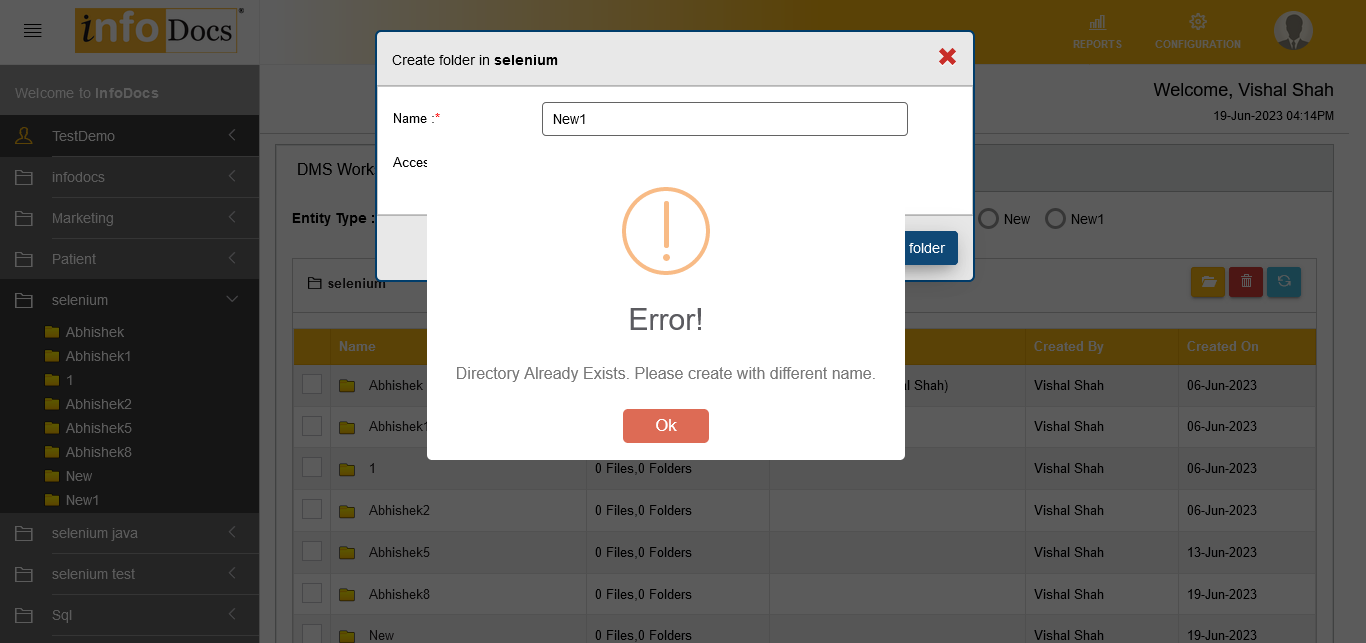 info Docs
REPORTS
CONFIGURATION
Welcome to InfoDocs
Welcome, Vishal Shah
19-Jun-2023 04:14PM
TestDemo
infodocs
Marketing
Patient
selenium
Abhishek
Abhishek1
1
Abhishek2
Abhishek5
Abhishek8
New
New1
selenium java
selenium test
Sql
Create folder in selenium
Name :*
New1
Acces
folder
Error!
Directory Already Exists. Please create with different name.
Ok
DMS Work
Entity Type :
New
New1
selenium
Name
Created By
Created On
Abhishek
l Shah)
Vishal Shah
06-Jun-2023
Abhishek1
Vishal Shah
06-Jun-2023
1
0 Files,0 Folders
Vishal Shah
06-Jun-2023
Abhishek2
0 Files,0 Folders
Vishal Shah
06-Jun-2023
Abhishek5
0 Files,0 Folders
Vishal Shah
13-Jun-2023
Abhishek8
0 Files,0 Folders
Vishal Shah
19-Jun-2023
New
0 Files,0 Folders
Vishal Shah
19-Jun-2023